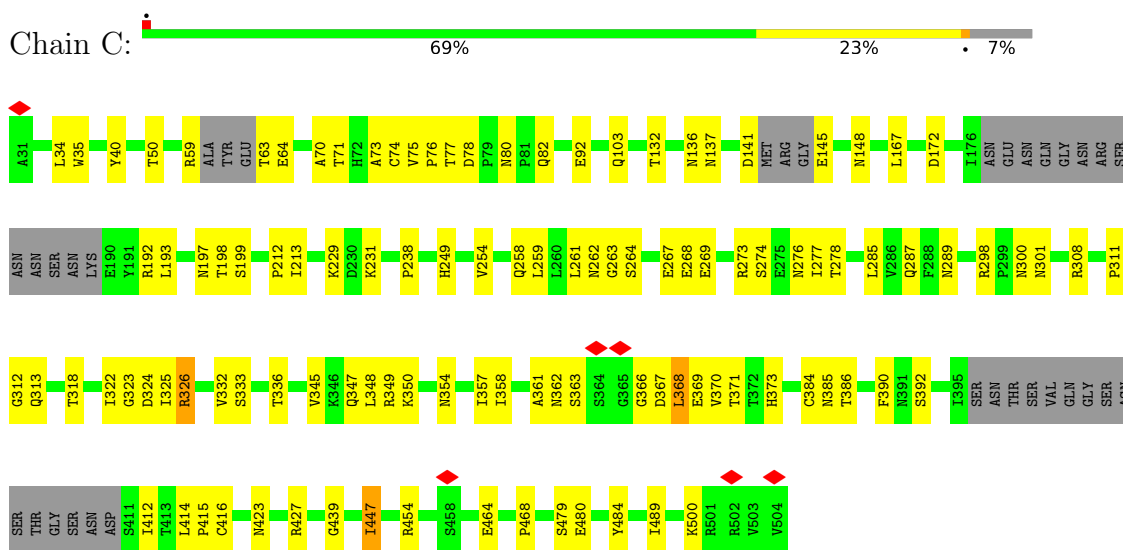 Chain C:
69% 23% • 7%
A31 L34 W35 Y40 T50 R59 ALA TYR GLU T63 E64 A70 T71 H72 A73 C74 V75 P76 T77 D78 P79 N80 P81 Q82 E92 Q103 T132 N136 N137 D141 MET ARG GLY E145 N148 L167 D172 I176 ASN GLU ASN GLN GLY ASN ARG SER
ASN ASN SER ASN LYS E190 Y191 R192 L193 N197 T198 S199 P212 I213 K229 D230 K231 P238 H249 V254 Q258 L259 L260 L261 N262 G263 S264 E267 E268 E269 R273 S274 E275 N276 I277 T278 L285 V286 Q287 F288 N289 R298 P299 N300 N301 R308 P311
G312 Q313 T318 I322 G323 D324 I325 R326 V332 S333 T336 V345 K346 Q347 L348 R349 K350 N354 I357 I358 A361 N362 S363 S364 G365 G366 D367 L368 E369 V370 T371 T372 H373 C384 N385 T386 F390 N391 S392 I395 SER ASN THR SER VAL GLN GLY SER ASN
SER THR GLY SER ASN ASP S411 I412 T413 L414 P415 C416 N423 R427 G439 I447 R454 S458 E464 P468 S479 E480 Y484 I489 K500 R501 R502 V503 V504